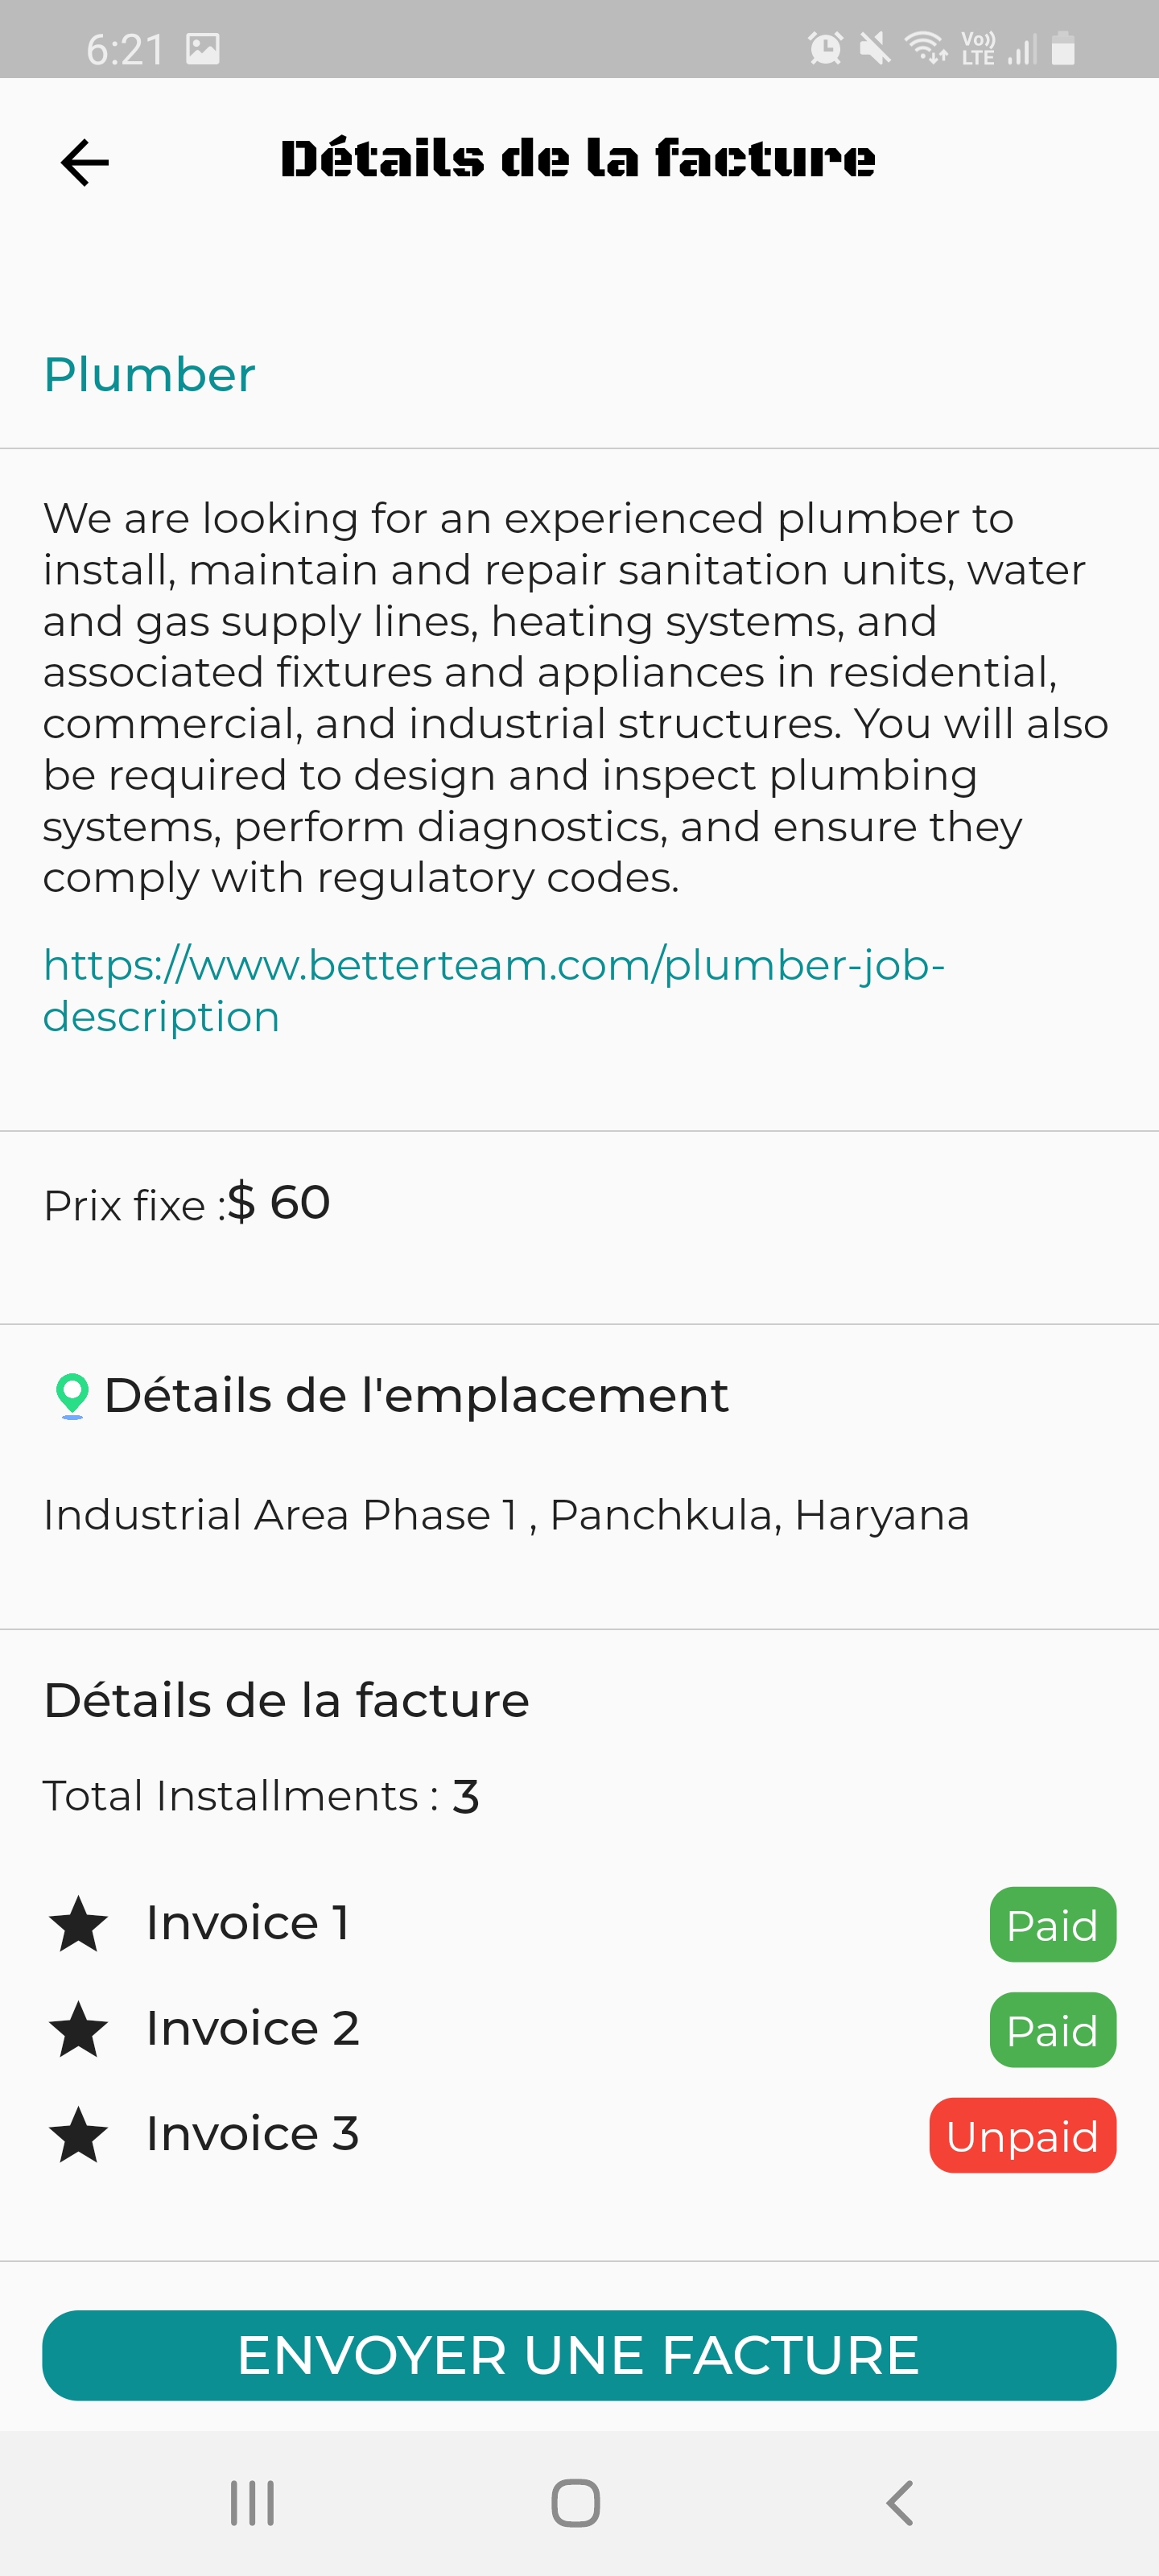 6:21
Vo)) LTE
Détails de la facture
Plumber
We are looking for an experienced plumber to
install, maintain and repair sanitation units, water
and gas supply lines, heating systems, and
associated fixtures and appliances in residential,
commercial, and industrial structures. You will also
be required to design and inspect plumbing
systems, perform diagnostics, and ensure they
comply with regulatory codes.
https://www.betterteam.com/plumber-job-
description
Prix fixe :$ 60
Détails de l'emplacement
Industrial Area Phase 1 , Panchkula, Haryana
Détails de la facture
Total Installments : 3
Invoice 1 Paid
Invoice 2 Paid
Invoice 3 Unpaid
ENVOYER UNE FACTURE